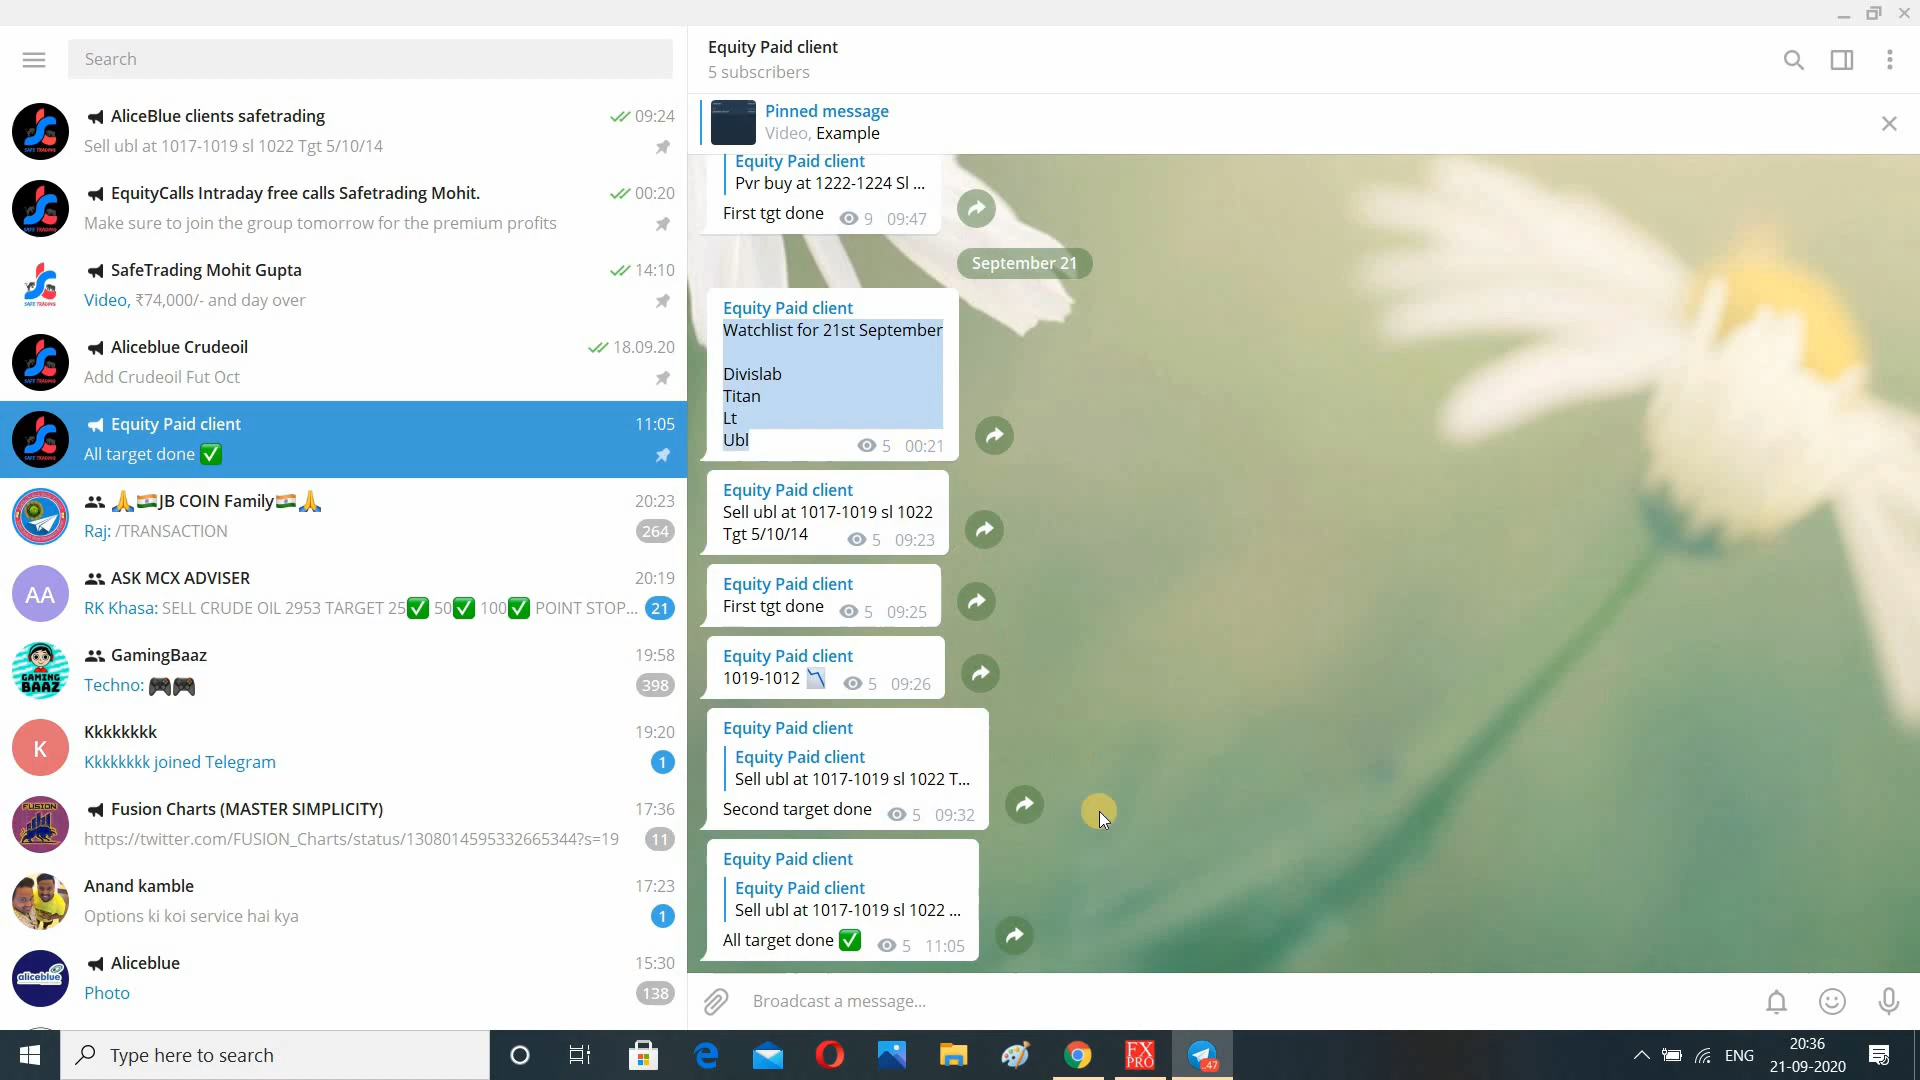 Search
AliceBlue clients safetrading 09:24
Sell ubl at 1017-1019 sl 1022 Tgt 5/10/14
EquityCalls Intraday free calls Safetrading Mohit. 00:20
Make sure to join the group tomorrow for the premium profits
SafeTrading Mohit Gupta 14:10
Video, ₹74,000/- and day over
Aliceblue Crudeoil 18.09.20
Add Crudeoil Fut Oct
Equity Paid client 11:05
All target done ✅
🙏🇮🇳JB COIN Family🇮🇳🙏 20:23
Raj: /TRANSACTION 264
AA
ASK MCX ADVISER 20:19
RK Khasa: SELL CRUDE OIL 2953 TARGET 25✅ 50✅ 100✅ POINT STOP... 21
GAMING BAAZ
GamingBaaz 19:58
Techno: 🎮🎮 398
K
Kkkkkkkk 19:20
Kkkkkkkk joined Telegram 1
FUSION
Fusion Charts (MASTER SIMPLICITY) 17:36
https://twitter.com/FUSION_Charts/status/1308014595332665344?s=19 11
Anand kamble 17:23
Options ki koi service hai kya 1
aliceblue
Aliceblue 15:30
Photo 138
Equity Paid client
5 subscribers
Pinned message
Video, Example
Equity Paid client
Pvr buy at 1222-1224 Sl ...
First tgt done 9 09:47
September 21
Equity Paid client
Watchlist for 21st September
Divislab
Titan
Lt
Ubl 5 00:21
Equity Paid client
Sell ubl at 1017-1019 sl 1022
Tgt 5/10/14 5 09:23
Equity Paid client
First tgt done 5 09:25
Equity Paid client
1019-1012 📉 5 09:26
Equity Paid client
Equity Paid client
Sell ubl at 1017-1019 sl 1022 T...
Second target done 5 09:32
Equity Paid client
Equity Paid client
Sell ubl at 1017-1019 sl 1022 ...
All target done ✅ 5 11:05
Broadcast a message...
Type here to search
FX PRO
..47
ENG
20:36
21-09-2020